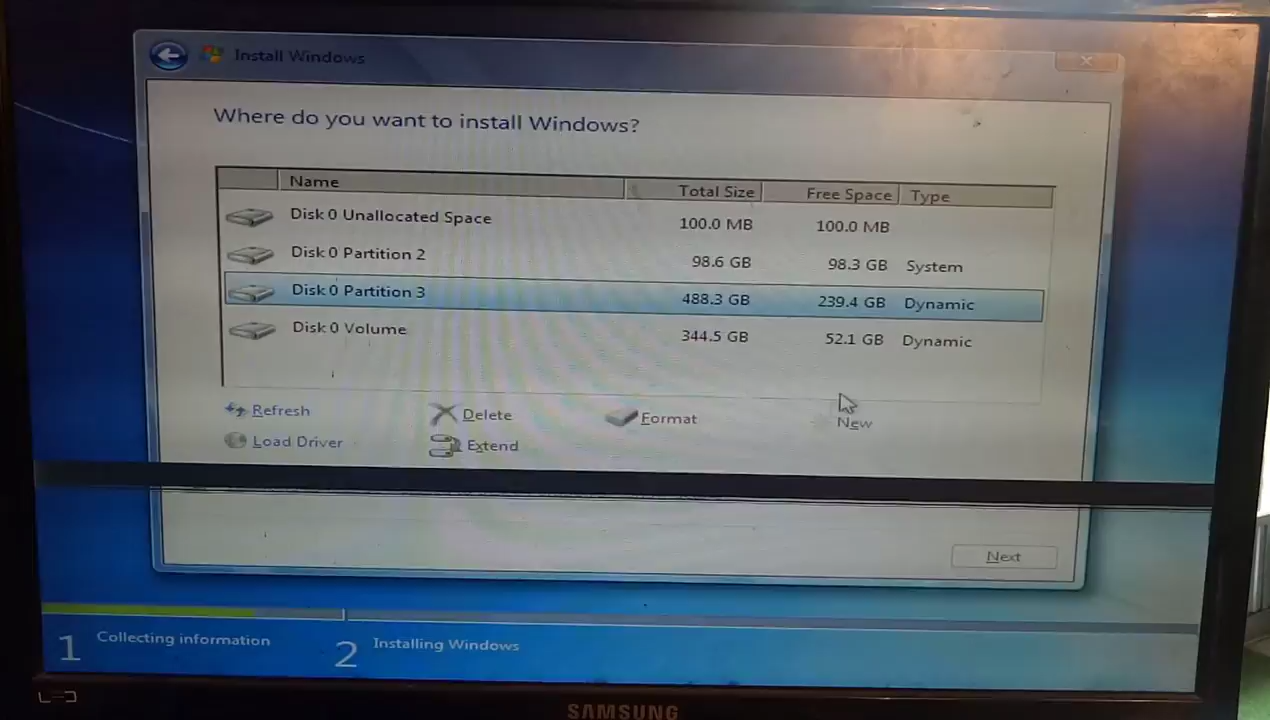 Install Windows
Where do you want to install Windows?
Name Total Size Free Space Type
Disk 0 Unallocated Space 100.0 MB 100.0 MB
Disk 0 Partition 2 98.6 GB 98.3 GB System
Disk 0 Partition 3 488.3 GB 239.4 GB Dynamic
Disk 0 Volume 344.5 GB 52.1 GB Dynamic
Refresh Delete Format New
Load Driver Extend
Next
1 Collecting information 2 Installing Windows
LED
SAMSUNG